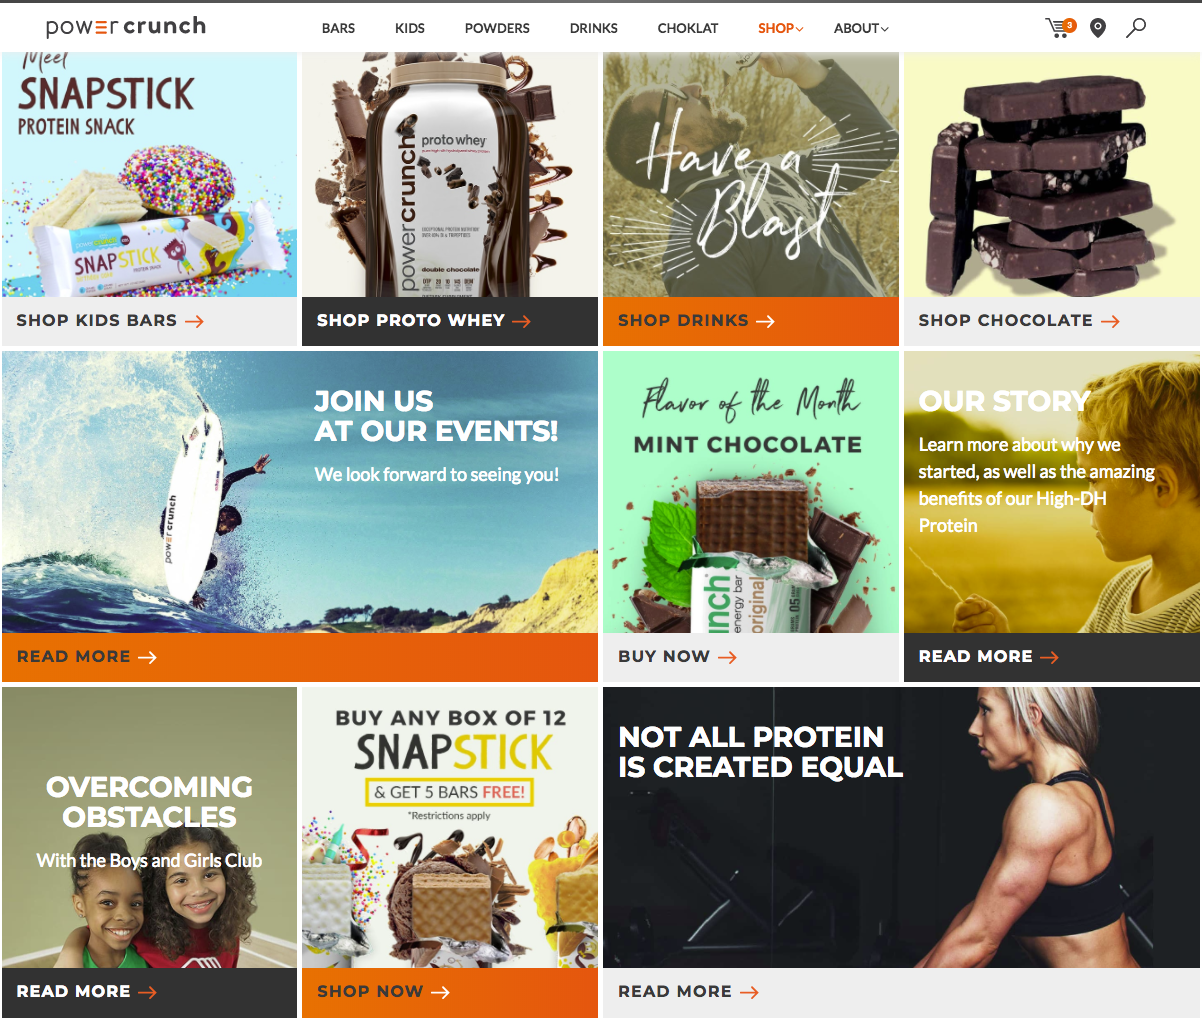 power crunch
BARS
KIDS
POWDERS
DRINKS
CHOKLAT
SHOP
ABOUT
3
Meet
SNAPSTICK
PROTEIN SNACK
powercrunch
SNAPSTICK
PROTEIN SNACK
SHOP KIDS BARS
proto whey
powercrunch
double chocolate
SHOP PROTO WHEY
Have a
Blast
SHOP DRINKS
SHOP CHOCOLATE
JOIN US
AT OUR EVENTS!
We look forward to seeing you!
power crunch
READ MORE
Flavor of the Month
MINT CHOCOLATE
unch
energy bar
original
BUY NOW
OUR STORY
Learn more about why we
started, as well as the amazing
benefits of our High-DH
Protein
READ MORE
OVERCOMING
OBSTACLES
With the Boys and Girls Club
READ MORE
BUY ANY BOX OF 12
SNAPSTICK
& GET 5 BARS FREE!
*Restrictions apply
SHOP NOW
NOT ALL PROTEIN
IS CREATED EQUAL
READ MORE